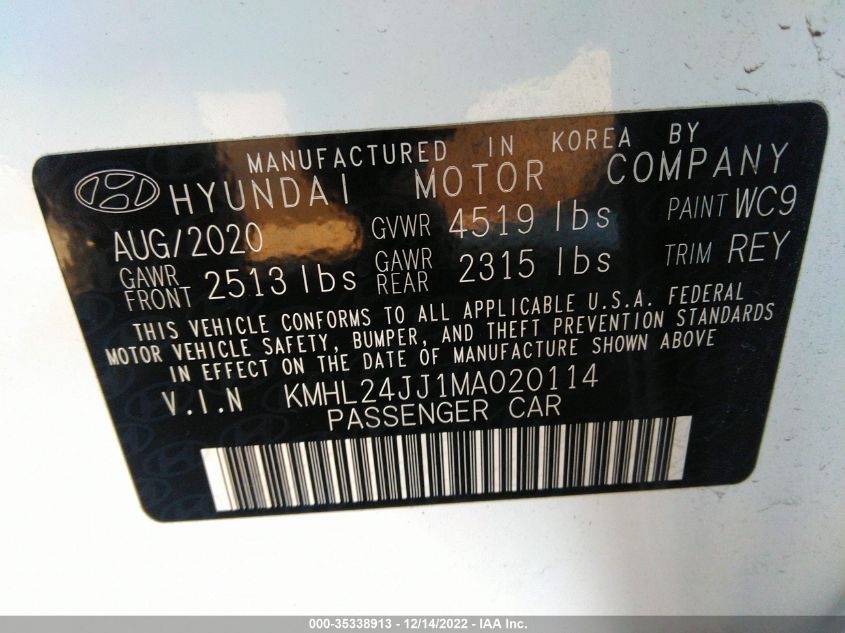 MANUFACTURED IN KOREA BY
HYUNDAI MOTOR COMPANY
AUG/2020 GVWR 4519 lbs PAINT WC9
GAWR FRONT 2513 lbs GAWR REAR 2315 lbs TRIM REY
THIS VEHICLE CONFORMS TO ALL APPLICABLE U.S.A. FEDERAL
MOTOR VEHICLE SAFETY, BUMPER, AND THEFT PREVENTION STANDARDS
IN EFFECT ON THE DATE OF MANUFACTURE SHOWN ABOVE
V.I.N KMHL24JJ1MA020114
PASSENGER CAR
000-35338913 - 12/14/2022 - IAA Inc.